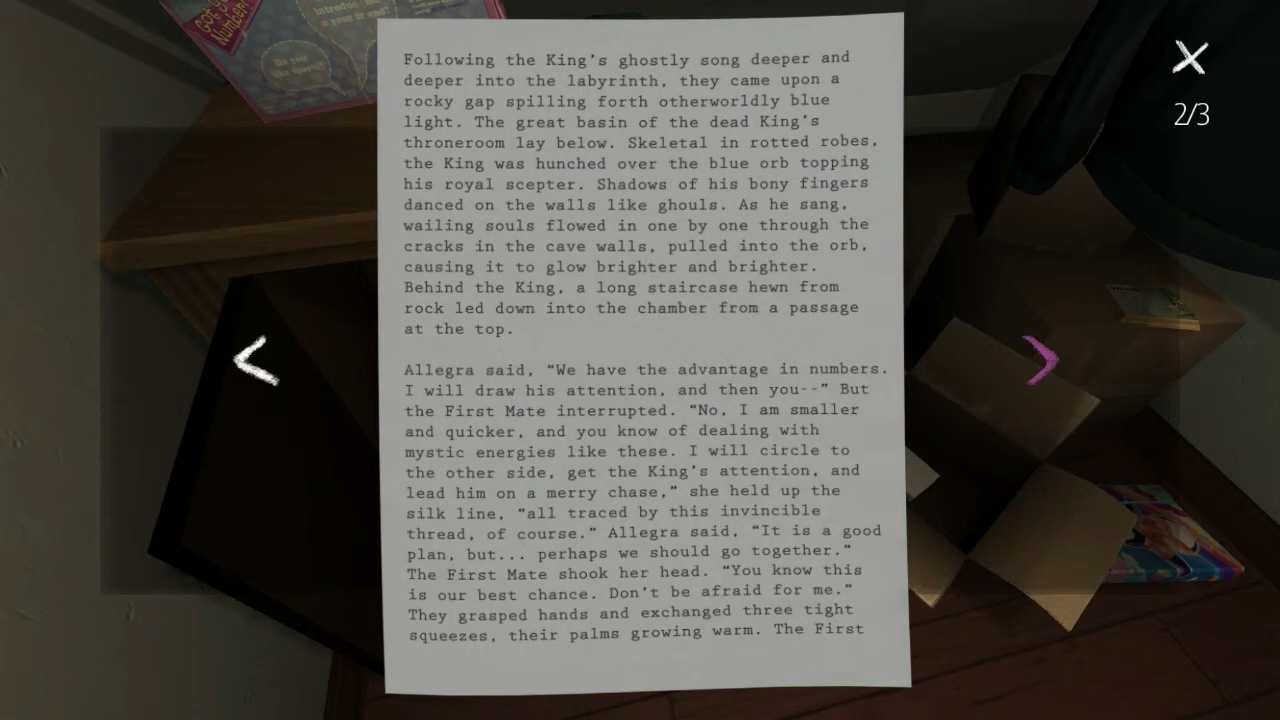 Got Yo
Number!
introduc
e your fr
and?
Do you
like sports?
2/3
Following the King's ghostly song deeper and
deeper into the labyrinth, they came upon a
rocky gap spilling forth otherworldly blue
light. The great basin of the dead King's
throneroom lay below. Skeletal in rotted robes,
the King was hunched over the blue orb topping
his royal scepter. Shadows of his bony fingers
danced on the walls like ghouls. As he sang,
wailing souls flowed in one by one through the
cracks in the cave walls, pulled into the orb,
causing it to glow brighter and brighter.
Behind the King, a long staircase hewn from
rock led down into the chamber from a passage
at the top.
Allegra said, “We have the advantage in numbers.
I will draw his attention, and then you--” But
the First Mate interrupted. “No, I am smaller
and quicker, and you know of dealing with
mystic energies like these. I will circle to
the other side, get the King's attention, and
lead him on a merry chase,” she held up the
silk line, “all traced by this invincible
thread, of course.” Allegra said, “It is a good
plan, but... perhaps we should go together.”
The First Mate shook her head. “You know this
is our best chance. Don't be afraid for me.”
They grasped hands and exchanged three tight
squeezes, their palms growing warm. The First